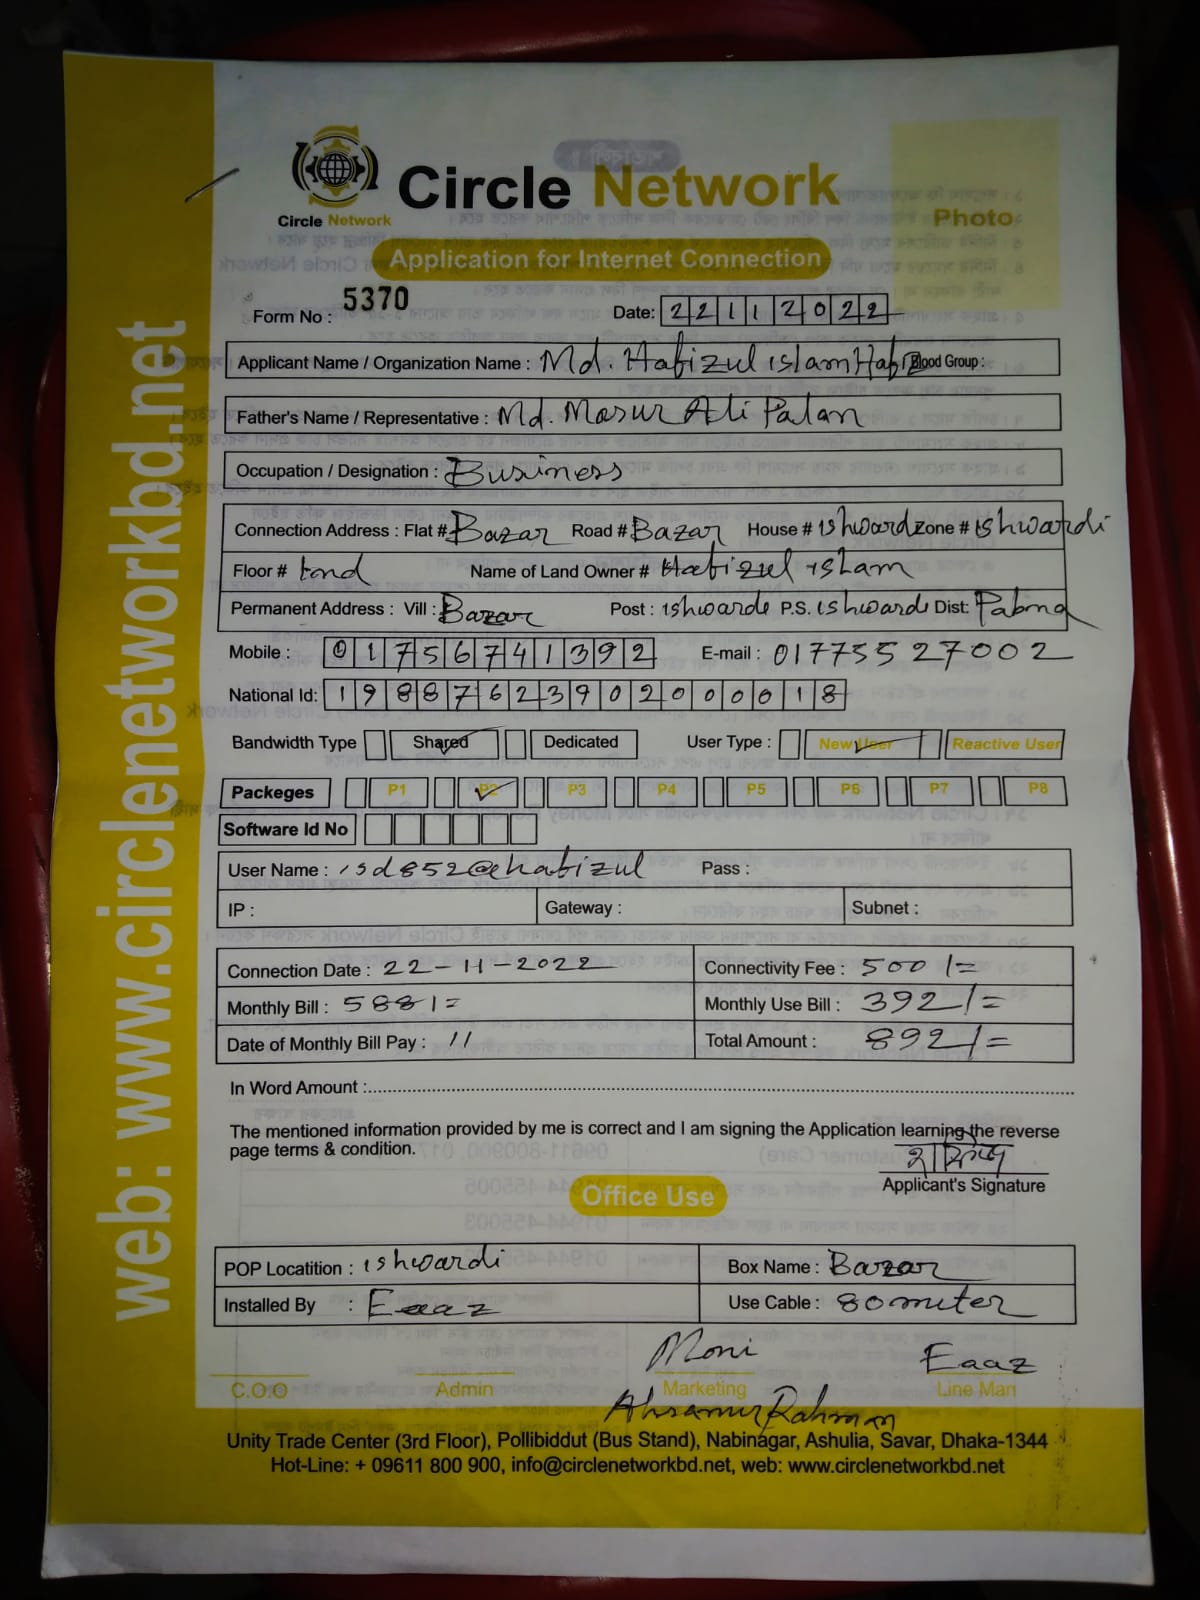 Circle Network
Circle Network
Photo
Application for Internet Connection
Form No : 5370
Date: 22112022
Applicant Name / Organization Name : Md. Hafizul islam Hafiz Blood Group :
Father's Name / Representative : Md. Mosur Ali Palan
Occupation / Designation : Business
Connection Address : Flat # Bazar Road # Bazar House # ishward Zone # ishwardi
Floor # Name of Land Owner # Hafizul isLam
Permanent Address : Vill : Bazar Post : ishwarde P.S. ishwarde Dist: Pabna
Mobile : 01756741392 E-mail : 01775527002
National Id: 19887623902000018
Bandwidth Type Shared Dedicated User Type : New User Reactive User
Packeges P1 P2 P3 P4 P5 P6 P7 P8
Software Id No
User Name : isd852@hafizul Pass :
IP : Gateway : Subnet :
Connection Date : 22-11-2022 Connectivity Fee : 500/=
Monthly Bill : 588/= Monthly Use Bill : 392/=
Date of Monthly Bill Pay : 11 Total Amount : 892/=
In Word Amount :
The mentioned information provided by me is correct and I am signing the Application learning the reverse
page terms & condition.
Applicant's Signature
Office Use
POP Locatition : ishwardi Box Name : Bazar
Installed By : Eaaz Use Cable : 80 meter
Moni Eaaz
C.O.O Admin Marketing Line Man
Rahman
Unity Trade Center (3rd Floor), Pollibiddut (Bus Stand), Nabinagar, Ashulia, Savar, Dhaka-1344
Hot-Line: + 09611 800 900, info@circlenetworkbd.net, web: www.circlenetworkbd.net
web: www.circlenetworkbd.net